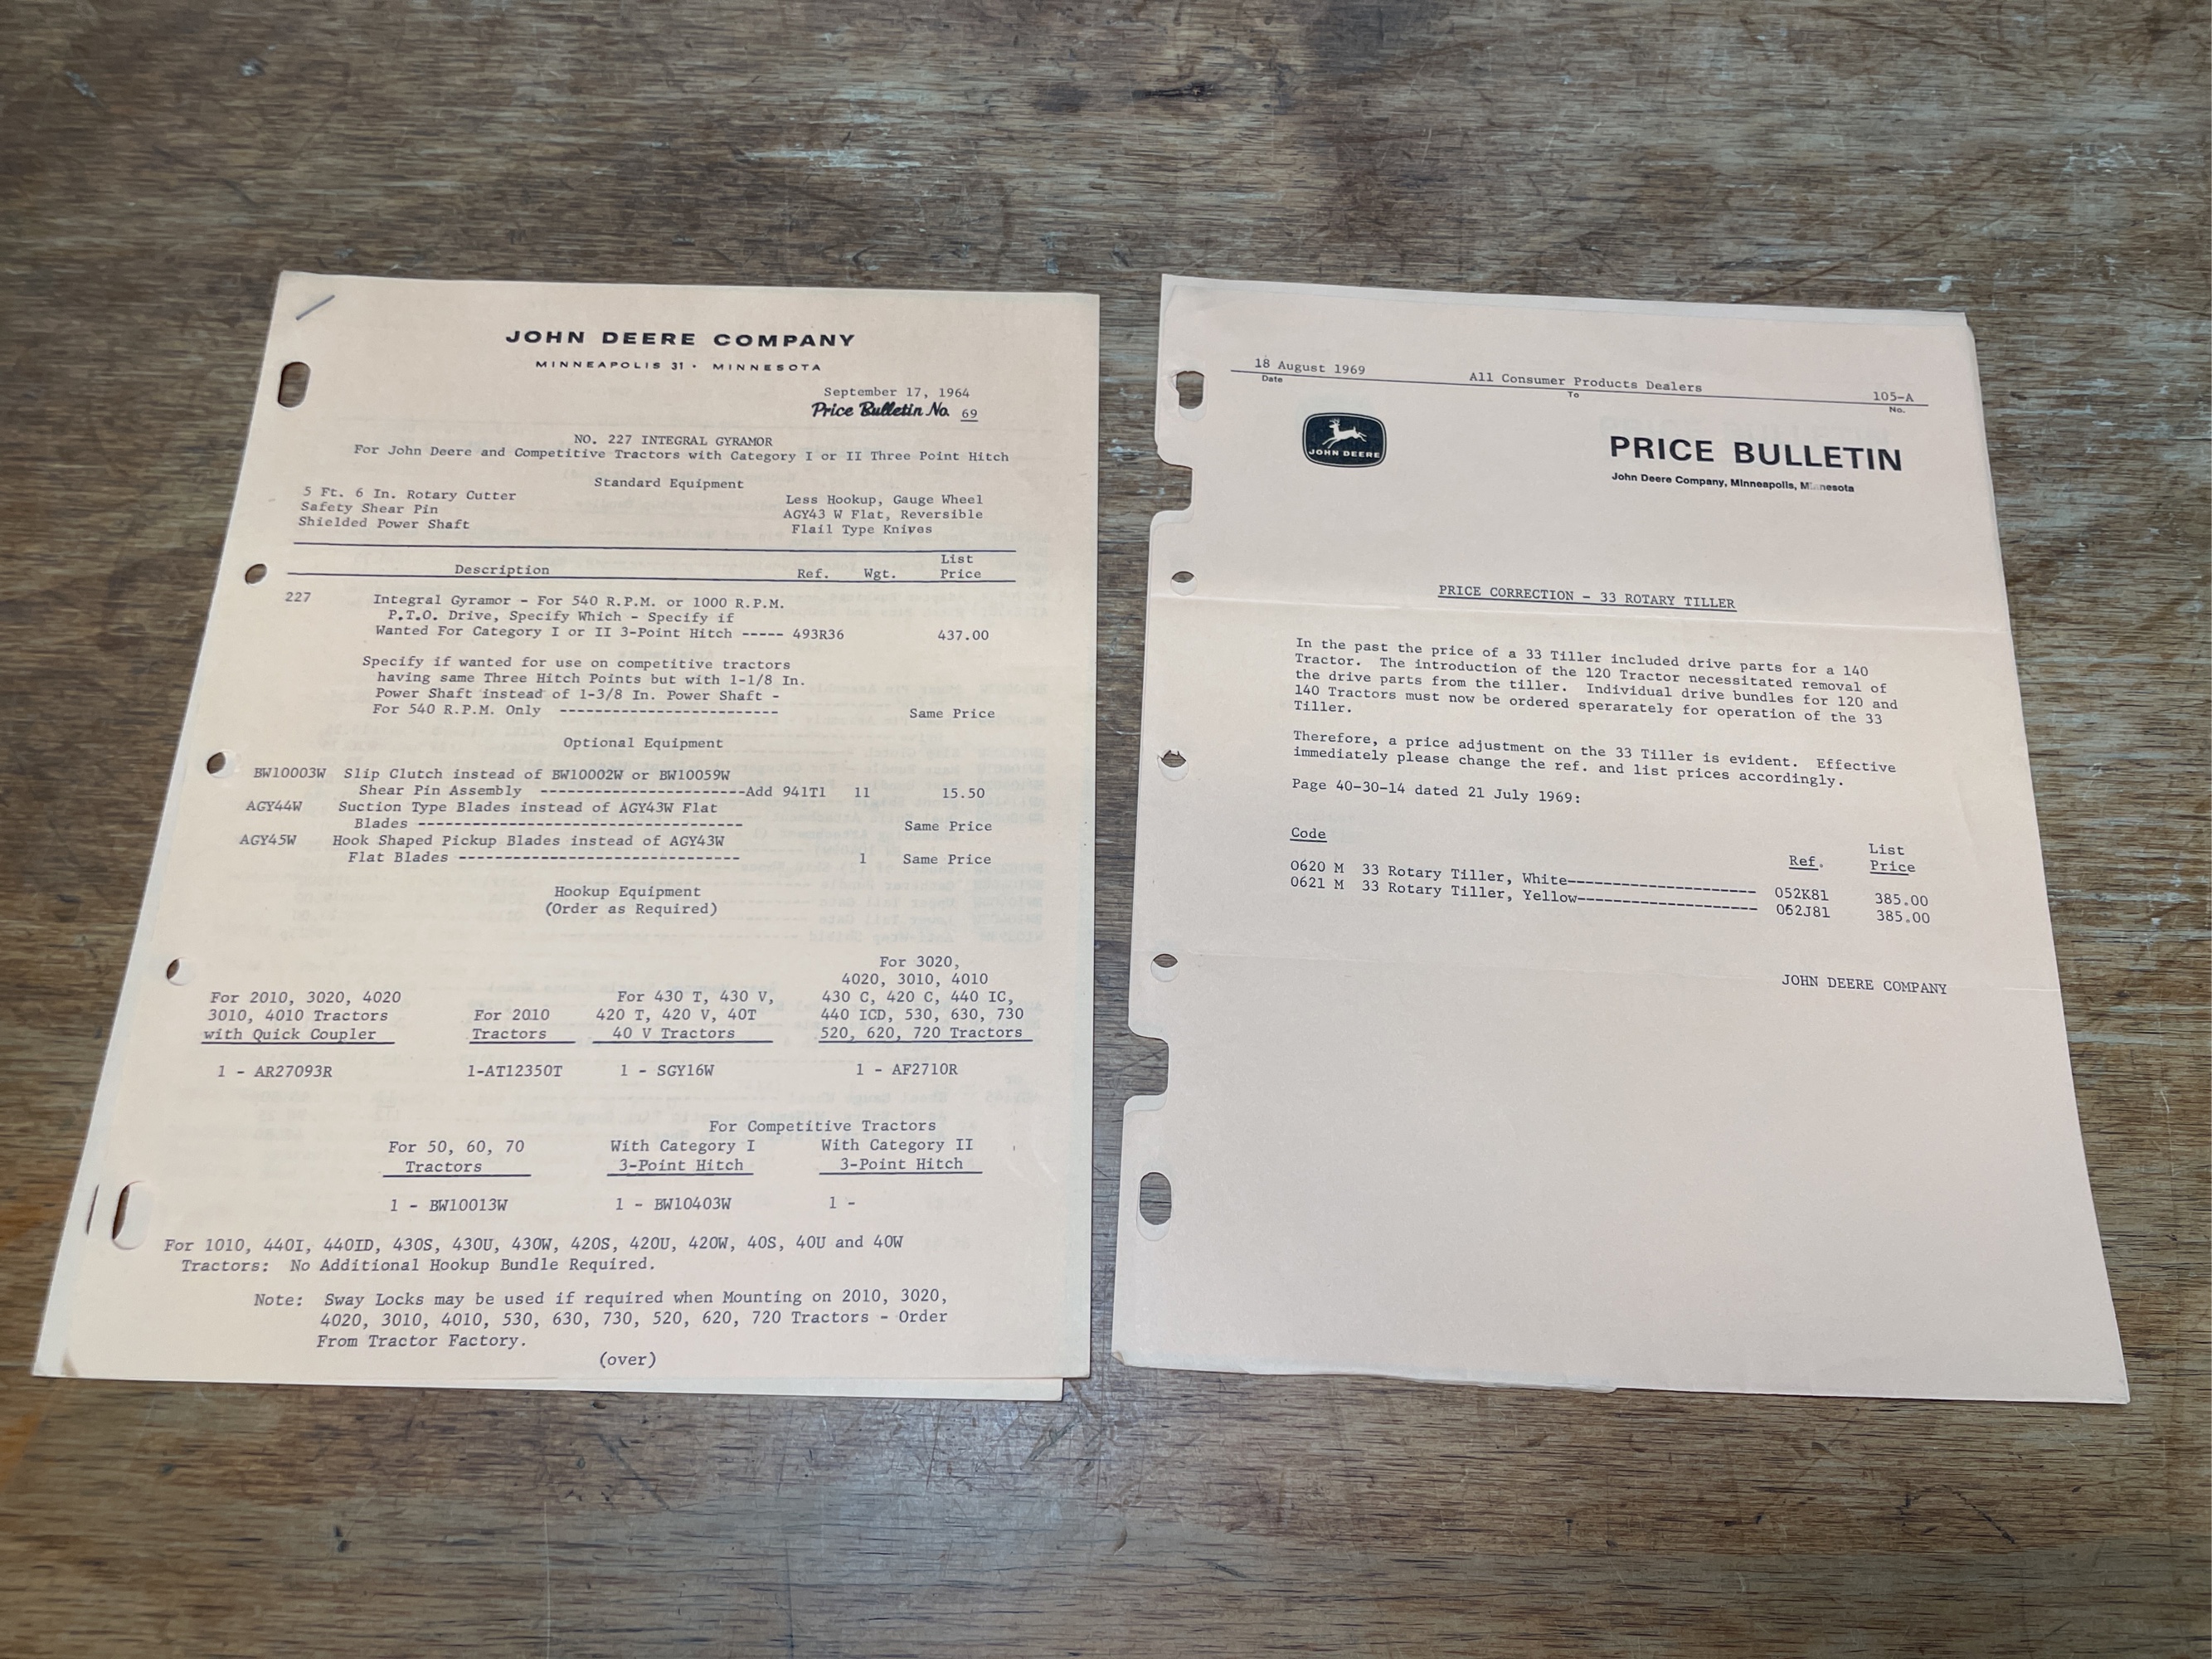 JOHN DEERE COMPANY
MINNEAPOLIS 31 • MINNESOTA
September 17, 1964
Price Bulletin No. 69
NO. 227 INTEGRAL GYRAMOR
For John Deere and Competitive Tractors with Category I or II Three Point Hitch
Standard Equipment
5 Ft. 6 In. Rotary Cutter Less Hookup, Gauge Wheel
Safety Shear Pin AGY43 W Flat, Reversible
Shielded Power Shaft Flail Type Knives
List
Description Ref. Wgt. Price
227 Integral Gyramor - For 540 R.P.M. or 1000 R.P.M.
P.T.O. Drive, Specify Which - Specify if
Wanted For Category I or II 3-Point Hitch ----- 493R36 437.00
Specify if wanted for use on competitive tractors
having same Three Hitch Points but with 1-1/8 In.
Power Shaft instead of 1-3/8 In. Power Shaft -
For 540 R.P.M. Only ------------------------- Same Price
Optional Equipment
BW10003W Slip Clutch instead of BW10002W or BW10059W
Shear Pin Assembly -----------------------Add 941T1 11 15.50
AGY44W Suction Type Blades instead of AGY43W Flat
Blades ----------------------------------- Same Price
AGY45W Hook Shaped Pickup Blades instead of AGY43W
Flat Blades ------------------------------ 1 Same Price
Hookup Equipment
(Order as Required)
For 3020,
4020, 3010, 4010
For 2010, 3020, 4020 For 430 T, 430 V, 430 C, 420 C, 440 IC,
3010, 4010 Tractors For 2010 420 T, 420 V, 40T 440 ICD, 530, 630, 730
with Quick Coupler Tractors 40 V Tractors 520, 620, 720 Tractors
1 - AR27093R 1-AT12350T 1 - SGY16W 1 - AF2710R
For Competitive Tractors
For 50, 60, 70 With Category I With Category II
Tractors 3-Point Hitch 3-Point Hitch
1 - BW10013W 1 - BW10403W 1 -
For 1010, 440I, 440ID, 430S, 430U, 430W, 420S, 420U, 420W, 40S, 40U and 40W
Tractors: No Additional Hookup Bundle Required.
Note: Sway Locks may be used if required when Mounting on 2010, 3020,
4020, 3010, 4010, 530, 630, 730, 520, 620, 720 Tractors - Order
From Tractor Factory.
(over)
18 August 1969 All Consumer Products Dealers 105-A
Date To No.
JOHN DEERE
PRICE BULLETIN
John Deere Company, Minneapolis, Minnesota
PRICE CORRECTION - 33 ROTARY TILLER
In the past the price of a 33 Tiller included drive parts for a 140
Tractor. The introduction of the 120 Tractor necessitated removal of
the drive parts from the tiller. Individual drive bundles for 120 and
140 Tractors must now be ordered sperarately for operation of the 33
Tiller.
Therefore, a price adjustment on the 33 Tiller is evident. Effective
immediately please change the ref. and list prices accordingly.
Page 40-30-14 dated 21 July 1969:
List
Code Ref. Price
0620 M 33 Rotary Tiller, White----------------------- 052K81 385.00
0621 M 33 Rotary Tiller, Yellow---------------------- 052J81 385.00
JOHN DEERE COMPANY